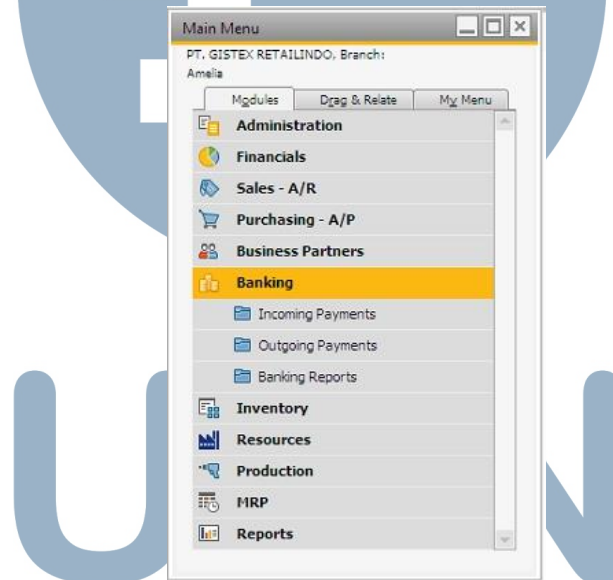 Main Menu
PT. GISTEX RETAILINDO, Branch:
Amelia
Modules Drag & Relate My Menu
Administration
Financials
Sales - A/R
Purchasing - A/P
Business Partners
Banking
Incoming Payments
Outgoing Payments
Banking Reports
Inventory
Resources
Production
MRP
Reports
U N